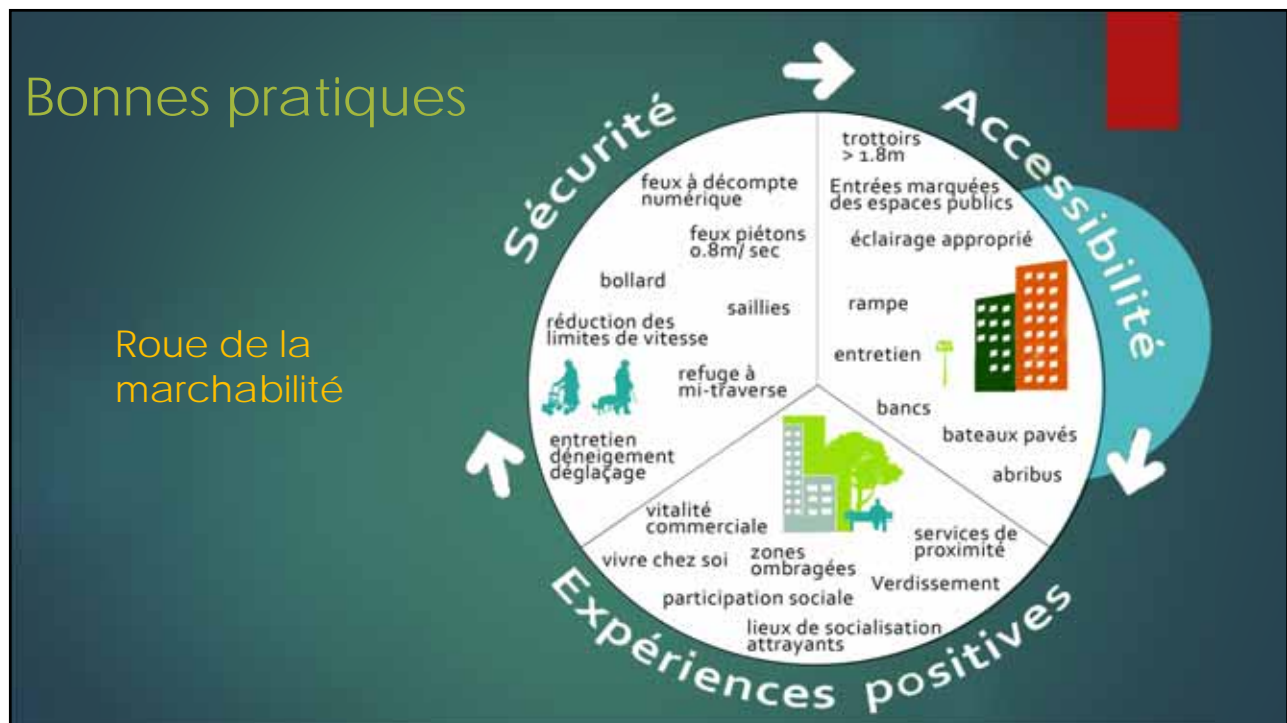 Bonnes pratiques
Roue de la
marchabilité
Sécurité
feux à décompte
numérique
feux piétons
0.8m/ sec
bollard
saillies
réduction des
limites de vitesse
refuge à
mi-traverse
entretien
déneigement
déglaçage
Accessibilité
trottoirs
> 1.8m
Entrées marquées
des espaces publics
éclairage approprié
rampe
entretien
bancs
bateaux pavés
abribus
Expériences positives
vitalité
commerciale
services de
proximité
vivre chez soi
zones
ombragées
Verdissement
participation sociale
lieux de socialisation
attrayants